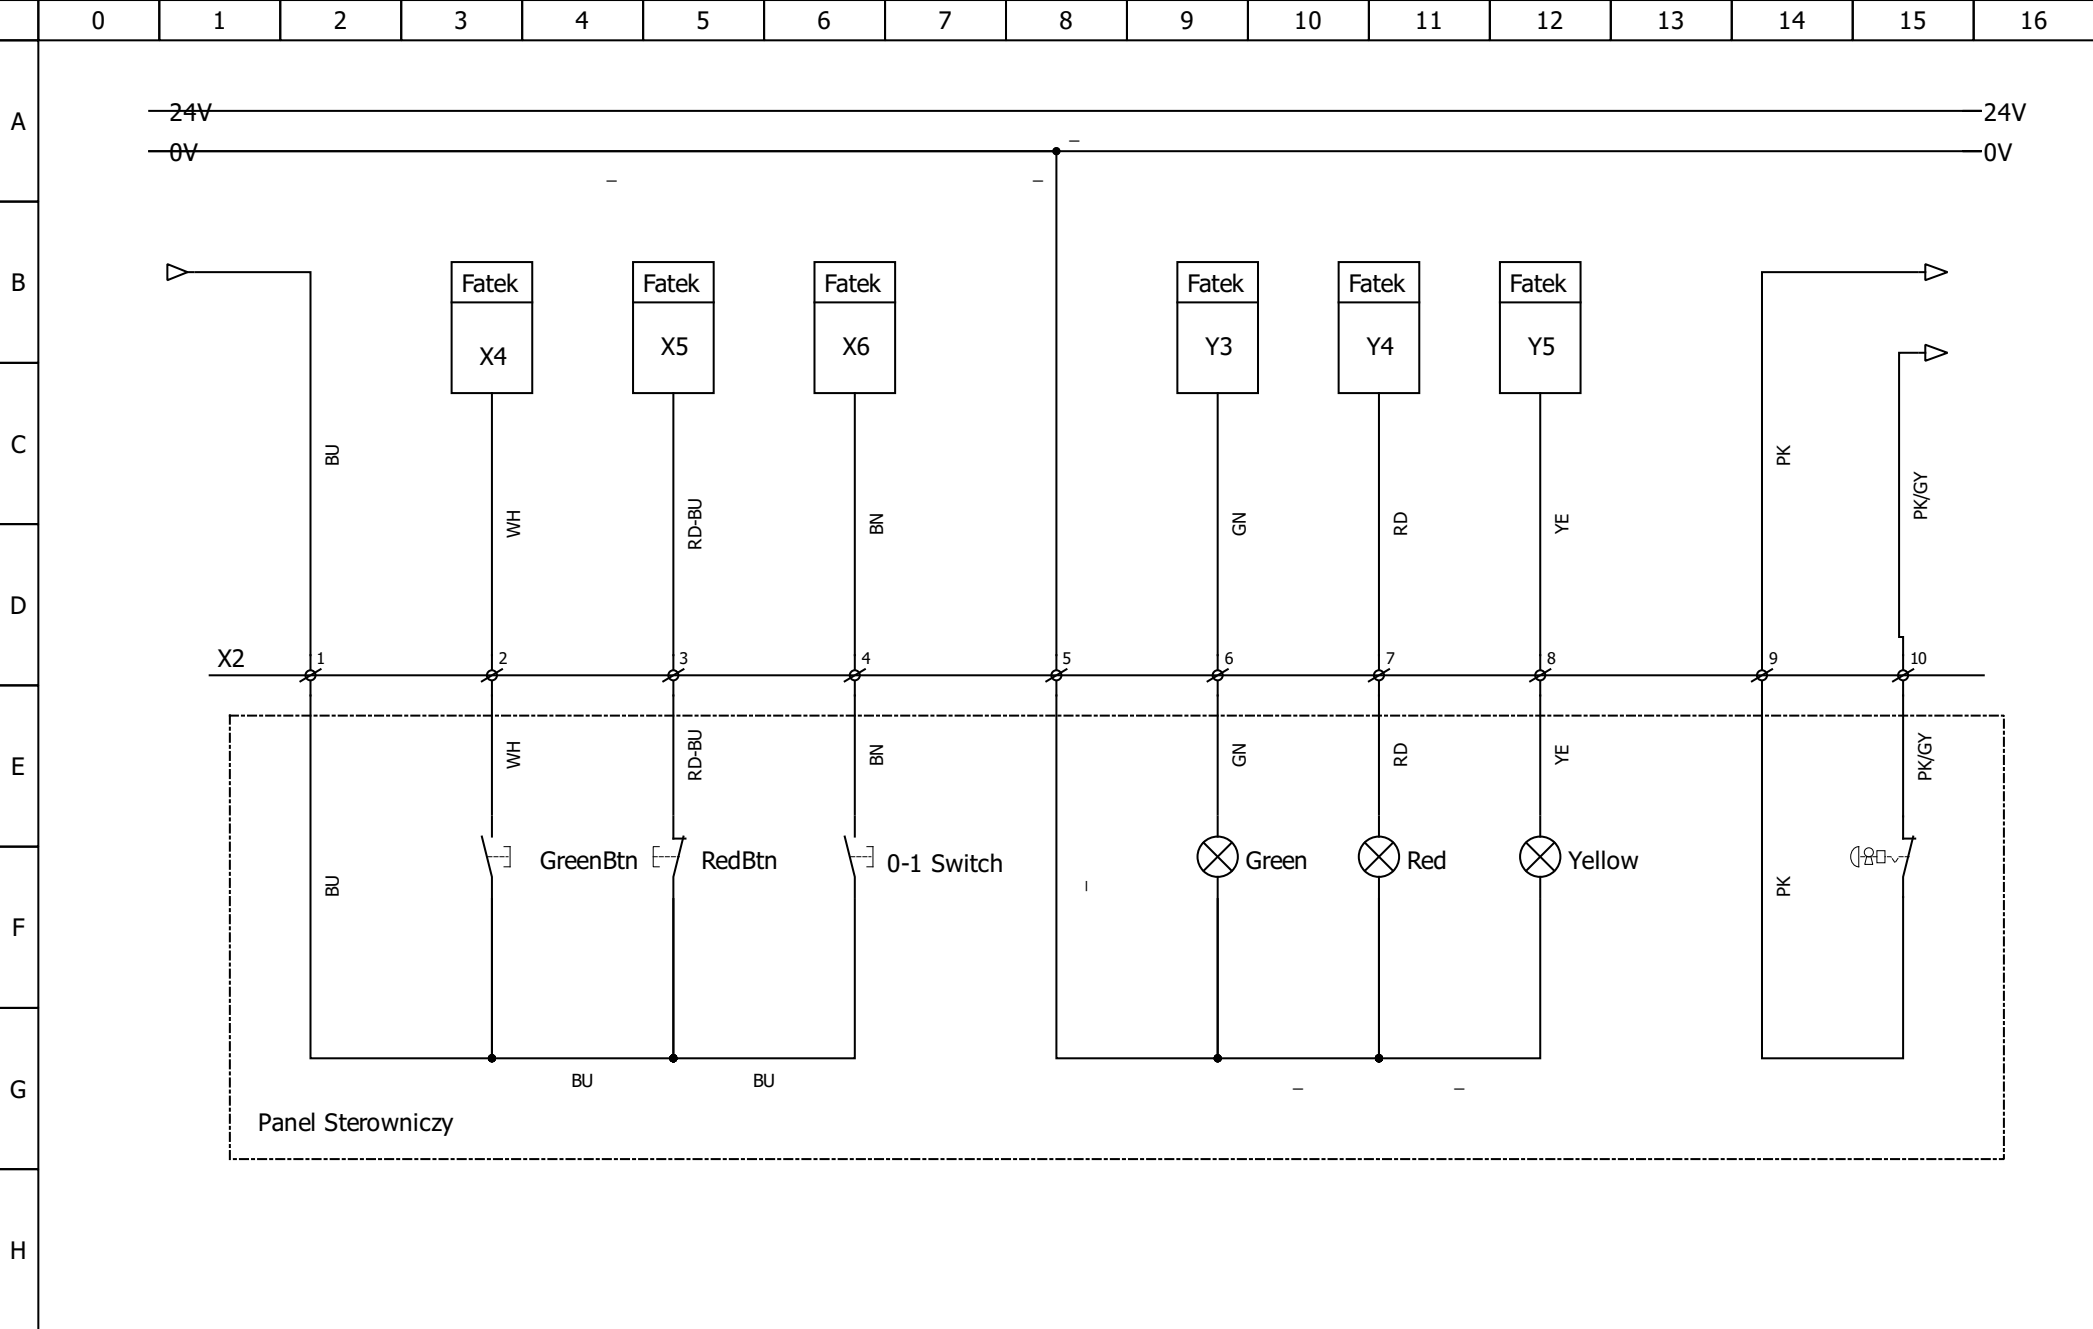 0 1 2 3 4 5 6 7 8 9 10 11 12 13 14 15 16
A
24V 24V
0V 0V
B
Fatek Fatek Fatek Fatek Fatek Fatek
X4 X5 X6 Y3 Y4 Y5
C
BU PK
WH RD-BU BN GN RD YE PK/GY
D
X2 1 2 3 4 5 6 7 8 9 10
E
WH RD-BU BN GN RD YE PK/GY
GreenBtn RedBtn 0-1 Switch Green Red Yellow
BU PK
F
G
BU BU
Panel Sterowniczy
H